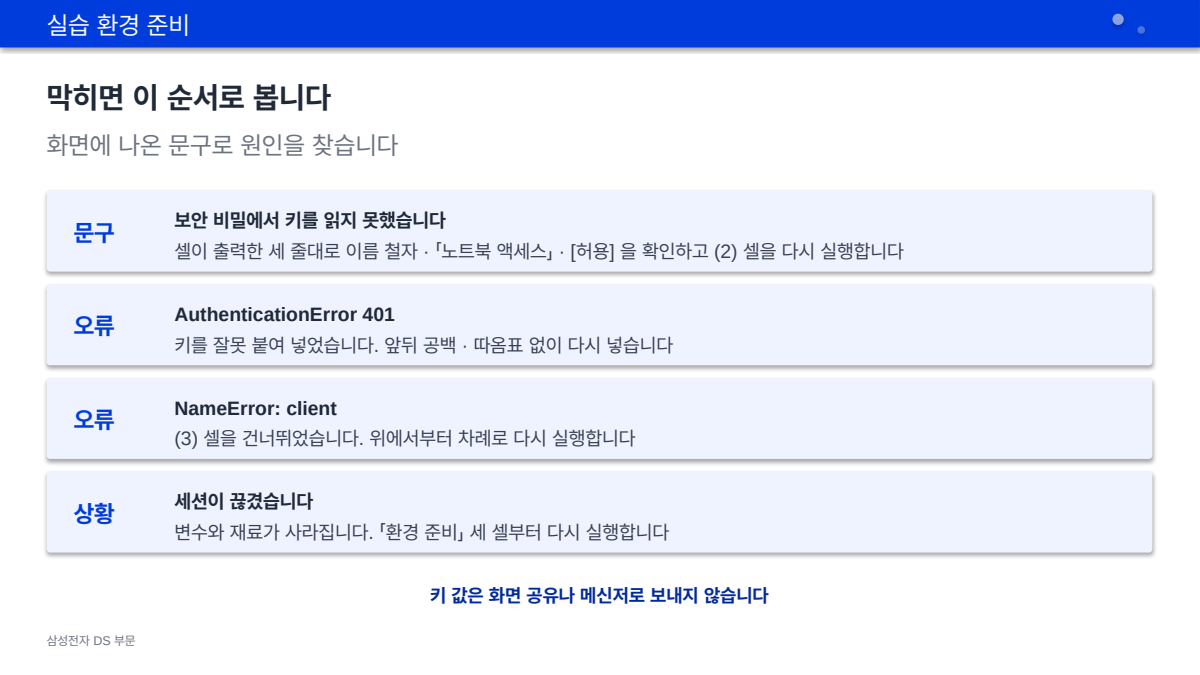 실습 환경 준비
막히면 이 순서로 봅니다
화면에 나온 문구로 원인을 찾습니다
문구
보안 비밀에서 키를 읽지 못했습니다
셀이 출력한 세 줄대로 이름 철자 · 「노트북 액세스」 · [허용] 을 확인하고 (2) 셀을 다시 실행합니다
오류
AuthenticationError 401
키를 잘못 붙여 넣었습니다. 앞뒤 공백 · 따옴표 없이 다시 넣습니다
오류
NameError: client
(3) 셀을 건너뛰었습니다. 위에서부터 차례로 다시 실행합니다
상황
세션이 끊겼습니다
변수와 재료가 사라집니다. 「환경 준비」 세 셀부터 다시 실행합니다
키 값은 화면 공유나 메신저로 보내지 않습니다
삼성전자 DS 부문